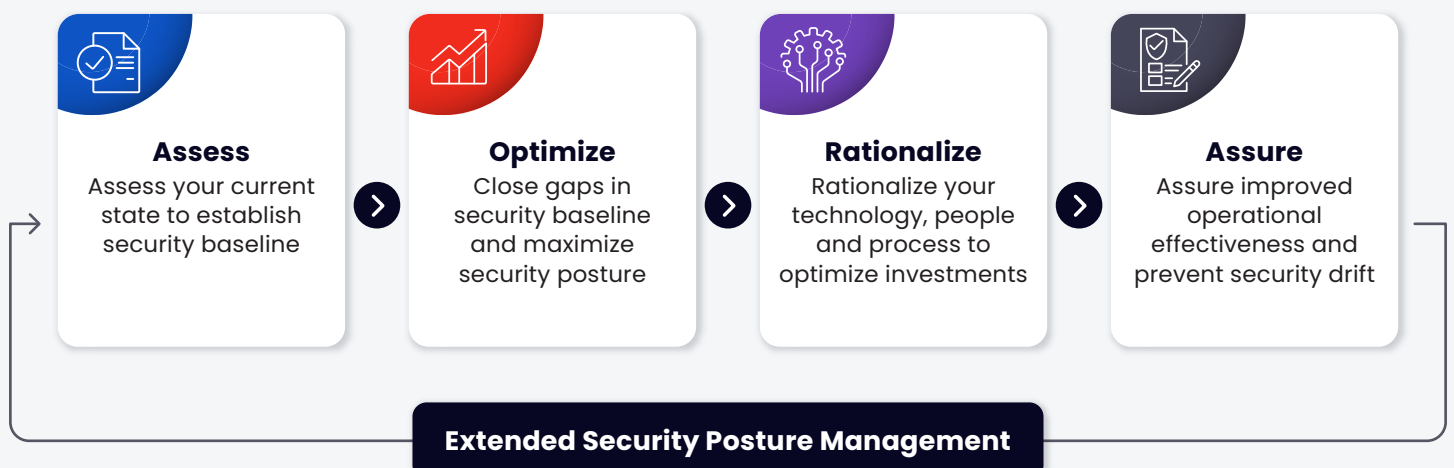 Assess
Assess your current
state to establish
security baseline
Optimize
Close gaps in
security baseline
and maximize
security posture
Rationalize
Rationalize your
technology, people
and process to
optimize investments
Assure
Assure improved
operational
effectiveness and
prevent security drift
Extended Security Posture Management